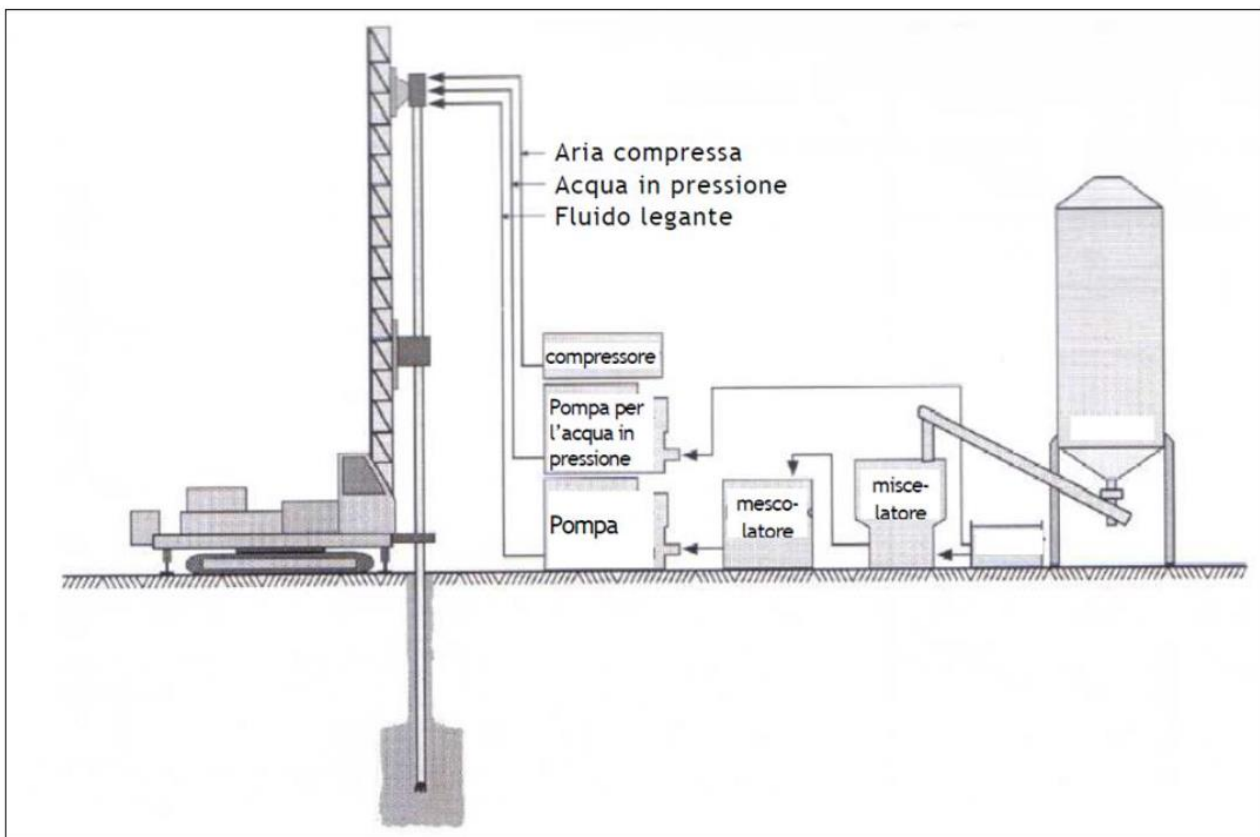 Aria compressa
Acqua in pressione
Fluido legante
compressore
Pompa per
l'acqua in
pressione
Pompa
mesco-
latore
misce-
latore